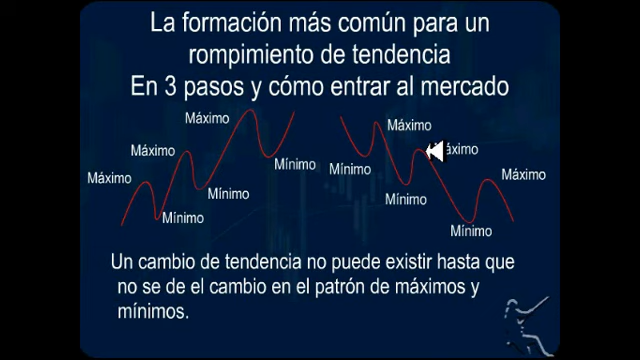 La formación más común para un
rompimiento de tendencia
En 3 pasos y cómo entrar al mercado
Máximo
Máximo
Máximo
Mínimo
Mínimo
Mínimo
Máximo
Mínimo
Mínimo
Máximo
Mínimo
Un cambio de tendencia no puede existir hasta que
no se de el cambio en el patrón de máximos y
mínimos.